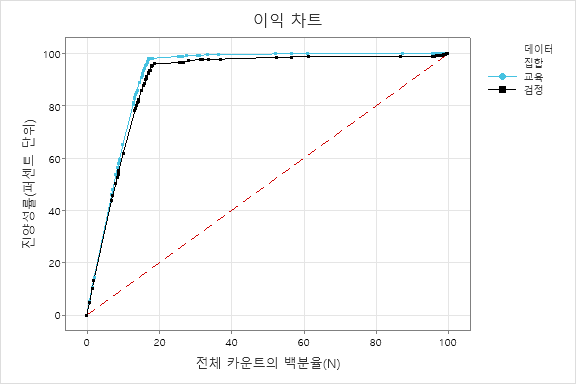 이익 차트
데이터
집합
교육
검정
진양성률(퍼센트 단위)
100
80
60
40
20
0
0 20 40 60 80 100
전체 카운트의 백분율(N)